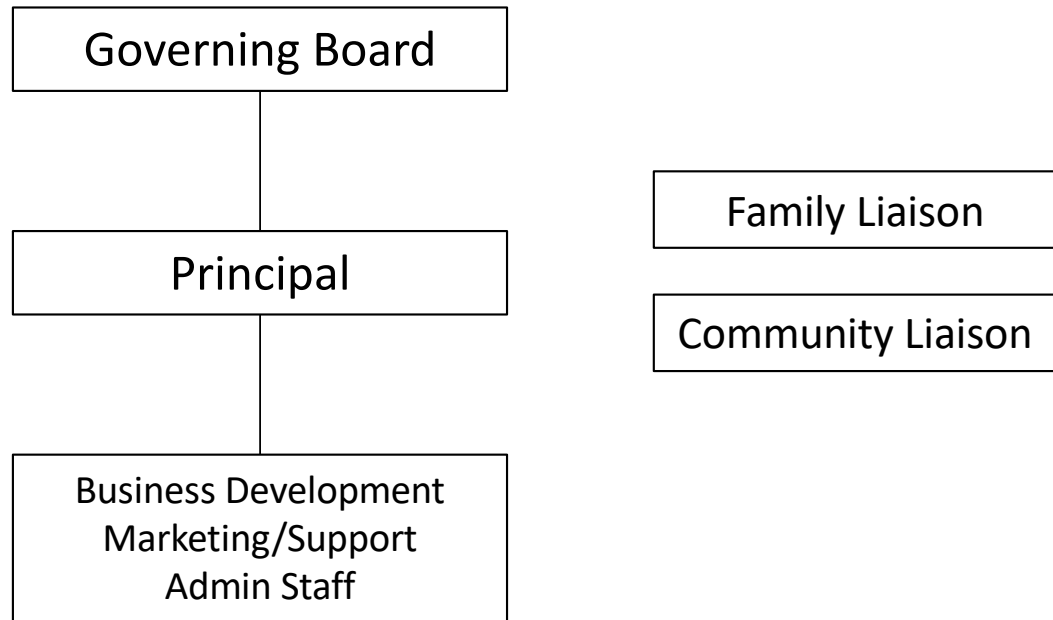 Governing Board
Family Liaison
Principal
Community Liaison
Business Development
Marketing/Support
Admin Staff